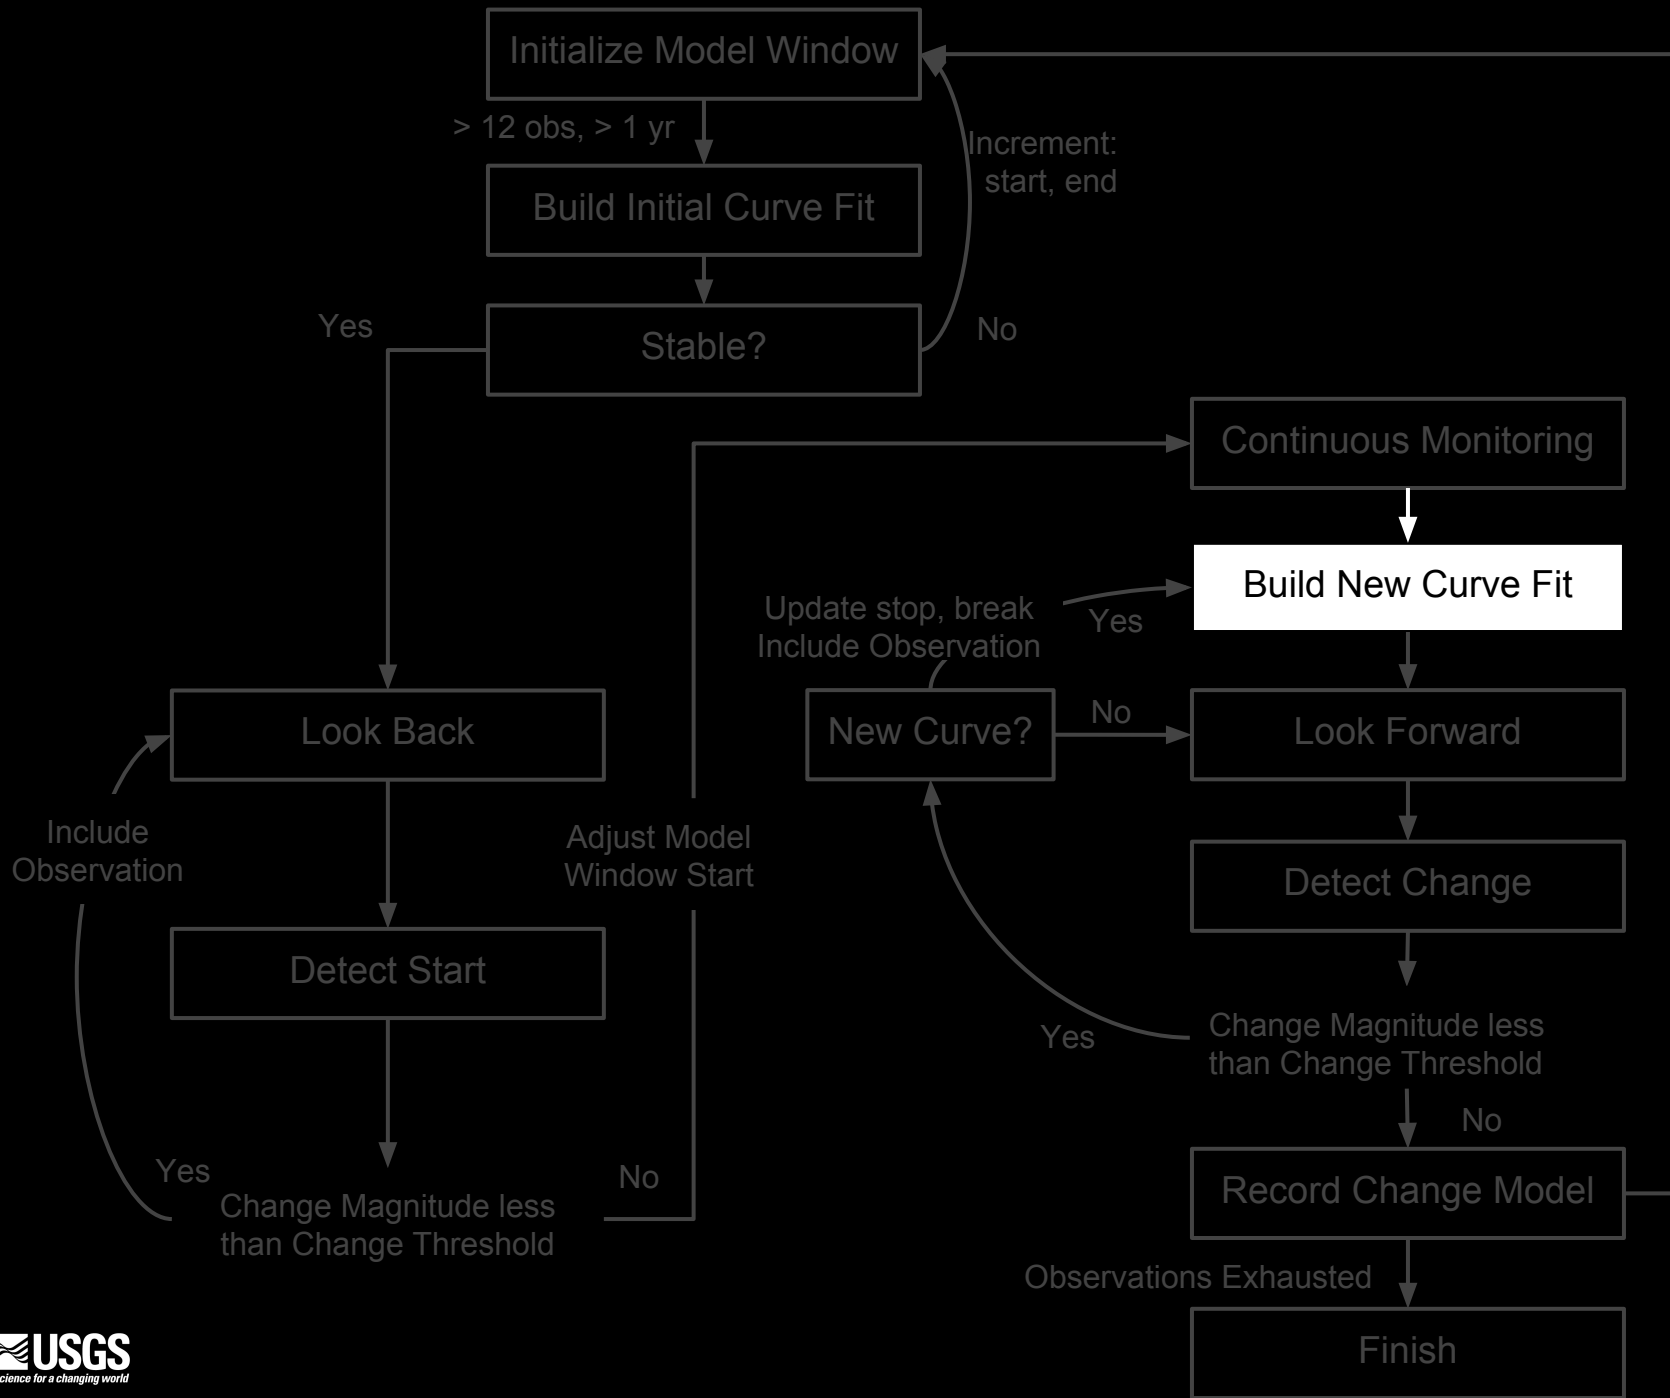 Initialize Model Window
> 12 obs, > 1 yr
Increment:
start, end
Build Initial Curve Fit
Yes
Stable?
No
Continuous Monitoring
Build New Curve Fit
Update stop, break
Include Observation
Yes
Look Back
New Curve?
No
Look Forward
Include
Observation
Adjust Model
Window Start
Detect Change
Detect Start
Yes
Change Magnitude less
than Change Threshold
No
Yes
No
Change Magnitude less
than Change Threshold
Record Change Model
Observations Exhausted
Finish
USGS
science for a changing world